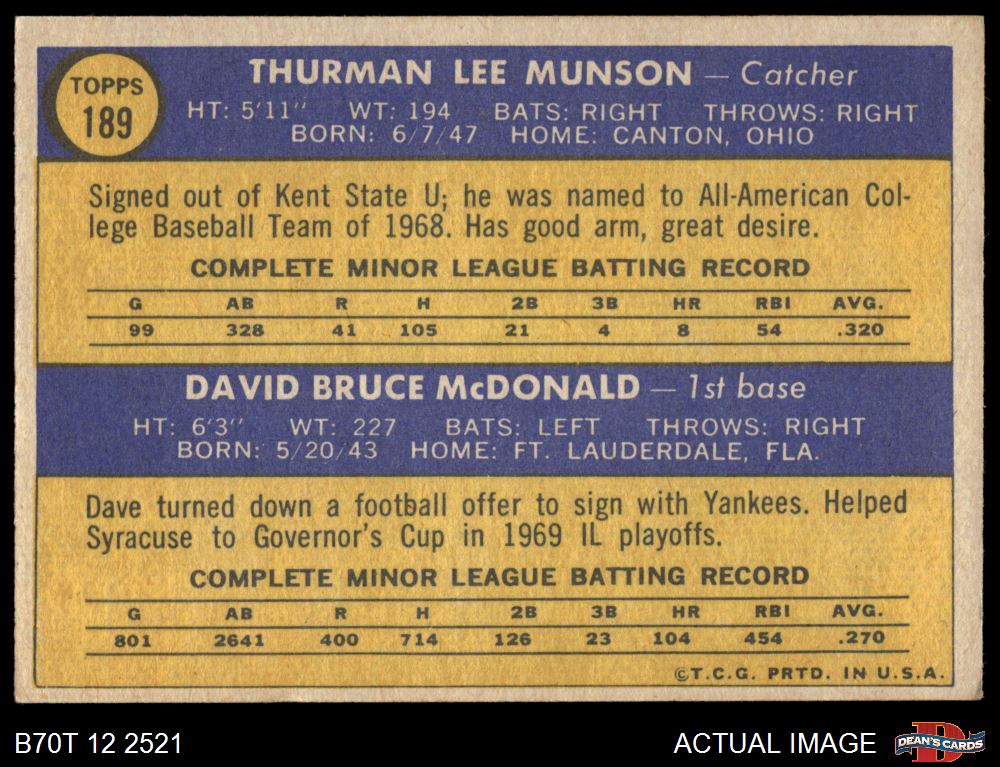 TOPPS
189
THURMAN LEE MUNSON — Catcher
HT: 5'11" WT: 194 BATS: RIGHT THROWS: RIGHT
BORN: 6/7/47 HOME: CANTON, OHIO
Signed out of Kent State U; he was named to All-American Col-
lege Baseball Team of 1968. Has good arm, great desire.
COMPLETE MINOR LEAGUE BATTING RECORD
G AB R H 2B 3B HR RBI AVG.
99 328 41 105 21 4 8 54 .320
DAVID BRUCE McDONALD — 1st base
HT: 6'3" WT: 227 BATS: LEFT THROWS: RIGHT
BORN: 5/20/43 HOME: FT. LAUDERDALE, FLA.
Dave turned down a football offer to sign with Yankees. Helped
Syracuse to Governor's Cup in 1969 IL playoffs.
COMPLETE MINOR LEAGUE BATTING RECORD
G AB R H 2B 3B HR RBI AVG.
801 2641 400 714 126 23 104 454 .270
©T.C.G. PRTD. IN U.S.A.
B70T 12 2521 ACTUAL IMAGE D DEAN'S CARDS